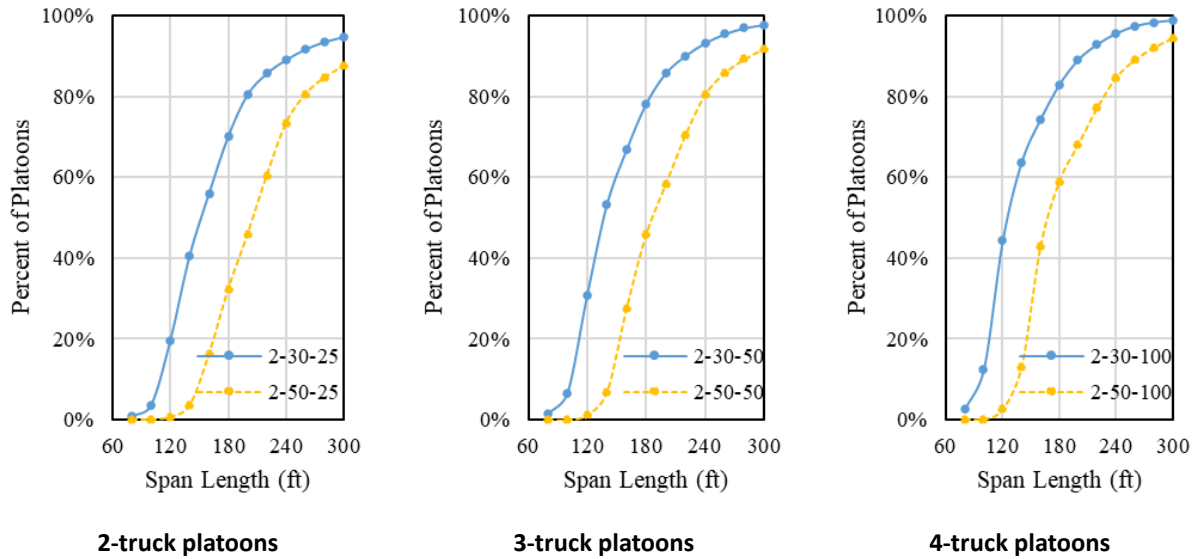 100%
80%
60%
40%
20%
0%
60 120 180 240 300
Percent of Platoons
Span Length (ft)
2-30-25
2-50-25
2-truck platoons
100%
80%
60%
40%
20%
0%
60 120 180 240 300
Percent of Platoons
Span Length (ft)
2-30-50
2-50-50
3-truck platoons
100%
80%
60%
40%
20%
0%
60 120 180 240 300
Percent of Platoons
Span Length (ft)
2-30-100
2-50-100
4-truck platoons